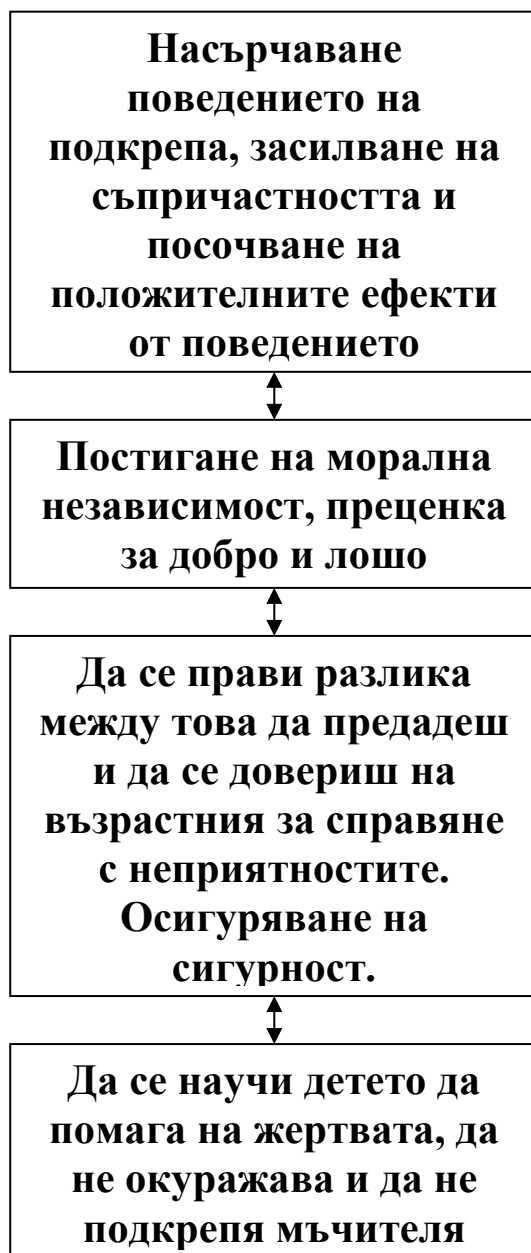 Насърчаване
поведението на
подкрепа, засилване на
съпричастността и
посочване на
положителните ефекти
от поведението
Постигане на морална
независимост, преценка
за добро и лошо
Да се прави разлика
между това да предадеш
и да се довериш на
възрастния за справяне
с неприятностите.
Осигуряване на
сигурност.
Да се научи детето да
помага на жертвата, да
не окуражава и да не
подкрепя мъчителя